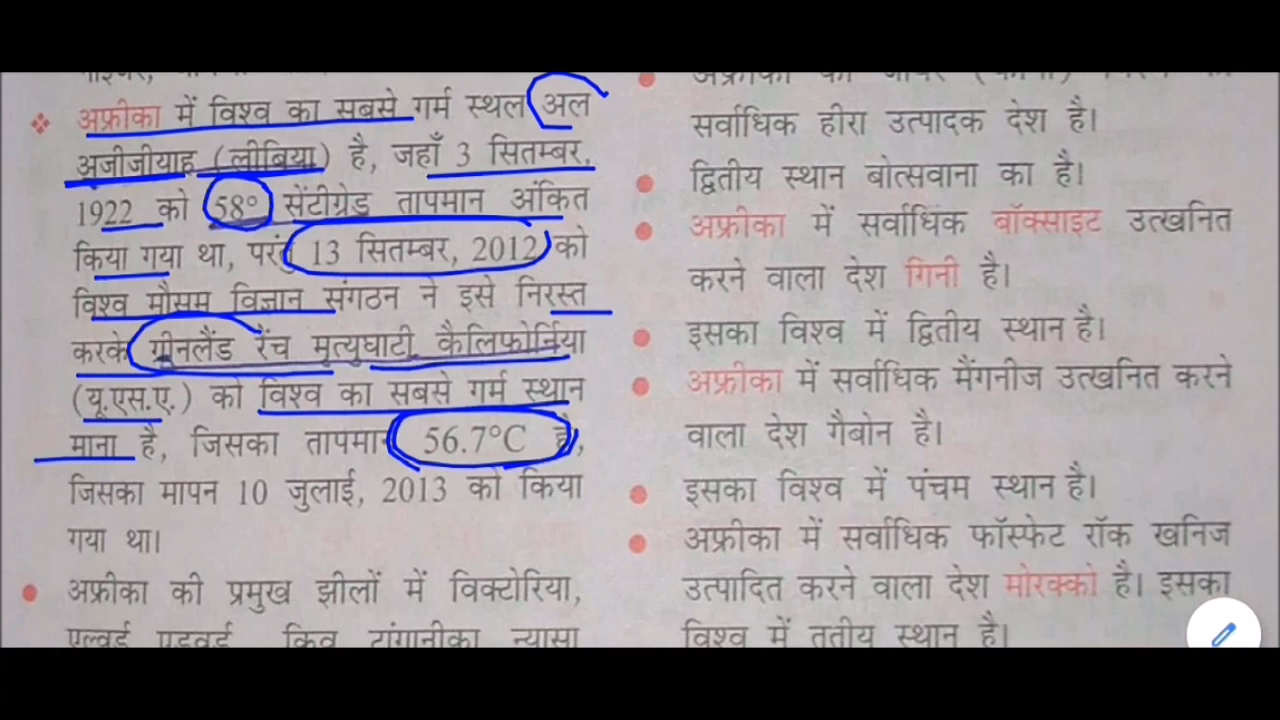 अफ्रीका में विश्व का सबसे गर्म स्थल अल
अजीजीयाह (लीबिया) है, जहाँ 3 सितम्बर,
1922 को 58° सेंटीग्रेड तापमान अंकित
किया गया था, परंतु 13 सितम्बर, 2012 को
विश्व मौसम विज्ञान संगठन ने इसे निरस्त
करके ग्रीनलैंड रैंच मृत्युघाटी कैलिफोर्निया
(यू.एस.ए.) को विश्व का सबसे गर्म स्थान
माना है, जिसका तापमान 56.7°C है,
जिसका मापन 10 जुलाई, 2013 को किया
गया था।
अफ्रीका की प्रमुख झीलों में विक्टोरिया,
सर्वाधिक हीरा उत्पादक देश है।
द्वितीय स्थान बोत्सवाना का है।
अफ्रीका में सर्वाधिक बॉक्साइट उत्खनित
करने वाला देश गिनी है।
इसका विश्व में द्वितीय स्थान है।
अफ्रीका में सर्वाधिक मैंगनीज उत्खनित करने
वाला देश गैबोन है।
इसका विश्व में पंचम स्थान है।
अफ्रीका में सर्वाधिक फॉस्फेट रॉक खनिज
उत्पादित करने वाला देश मोरक्को है। इसका
विश्व में तृतीय स्थान है।